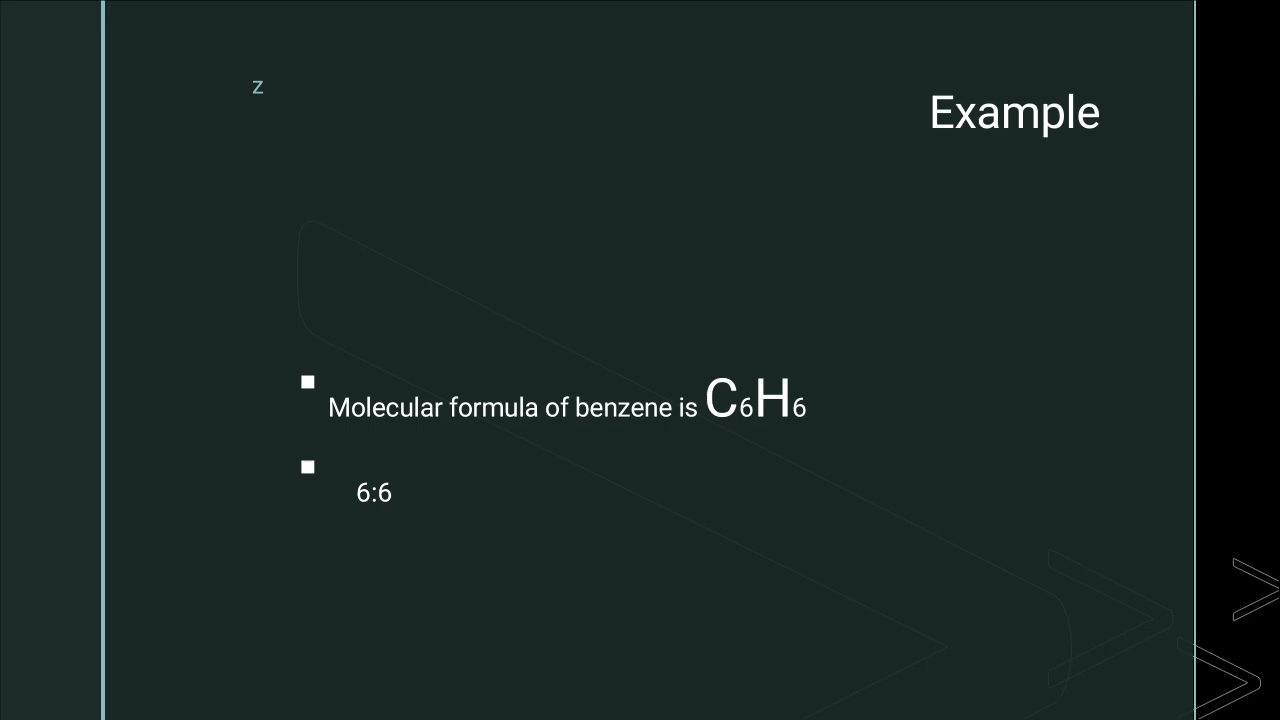 z
Example
▪ Molecular formula of benzene is C₆H₆
▪ 6:6